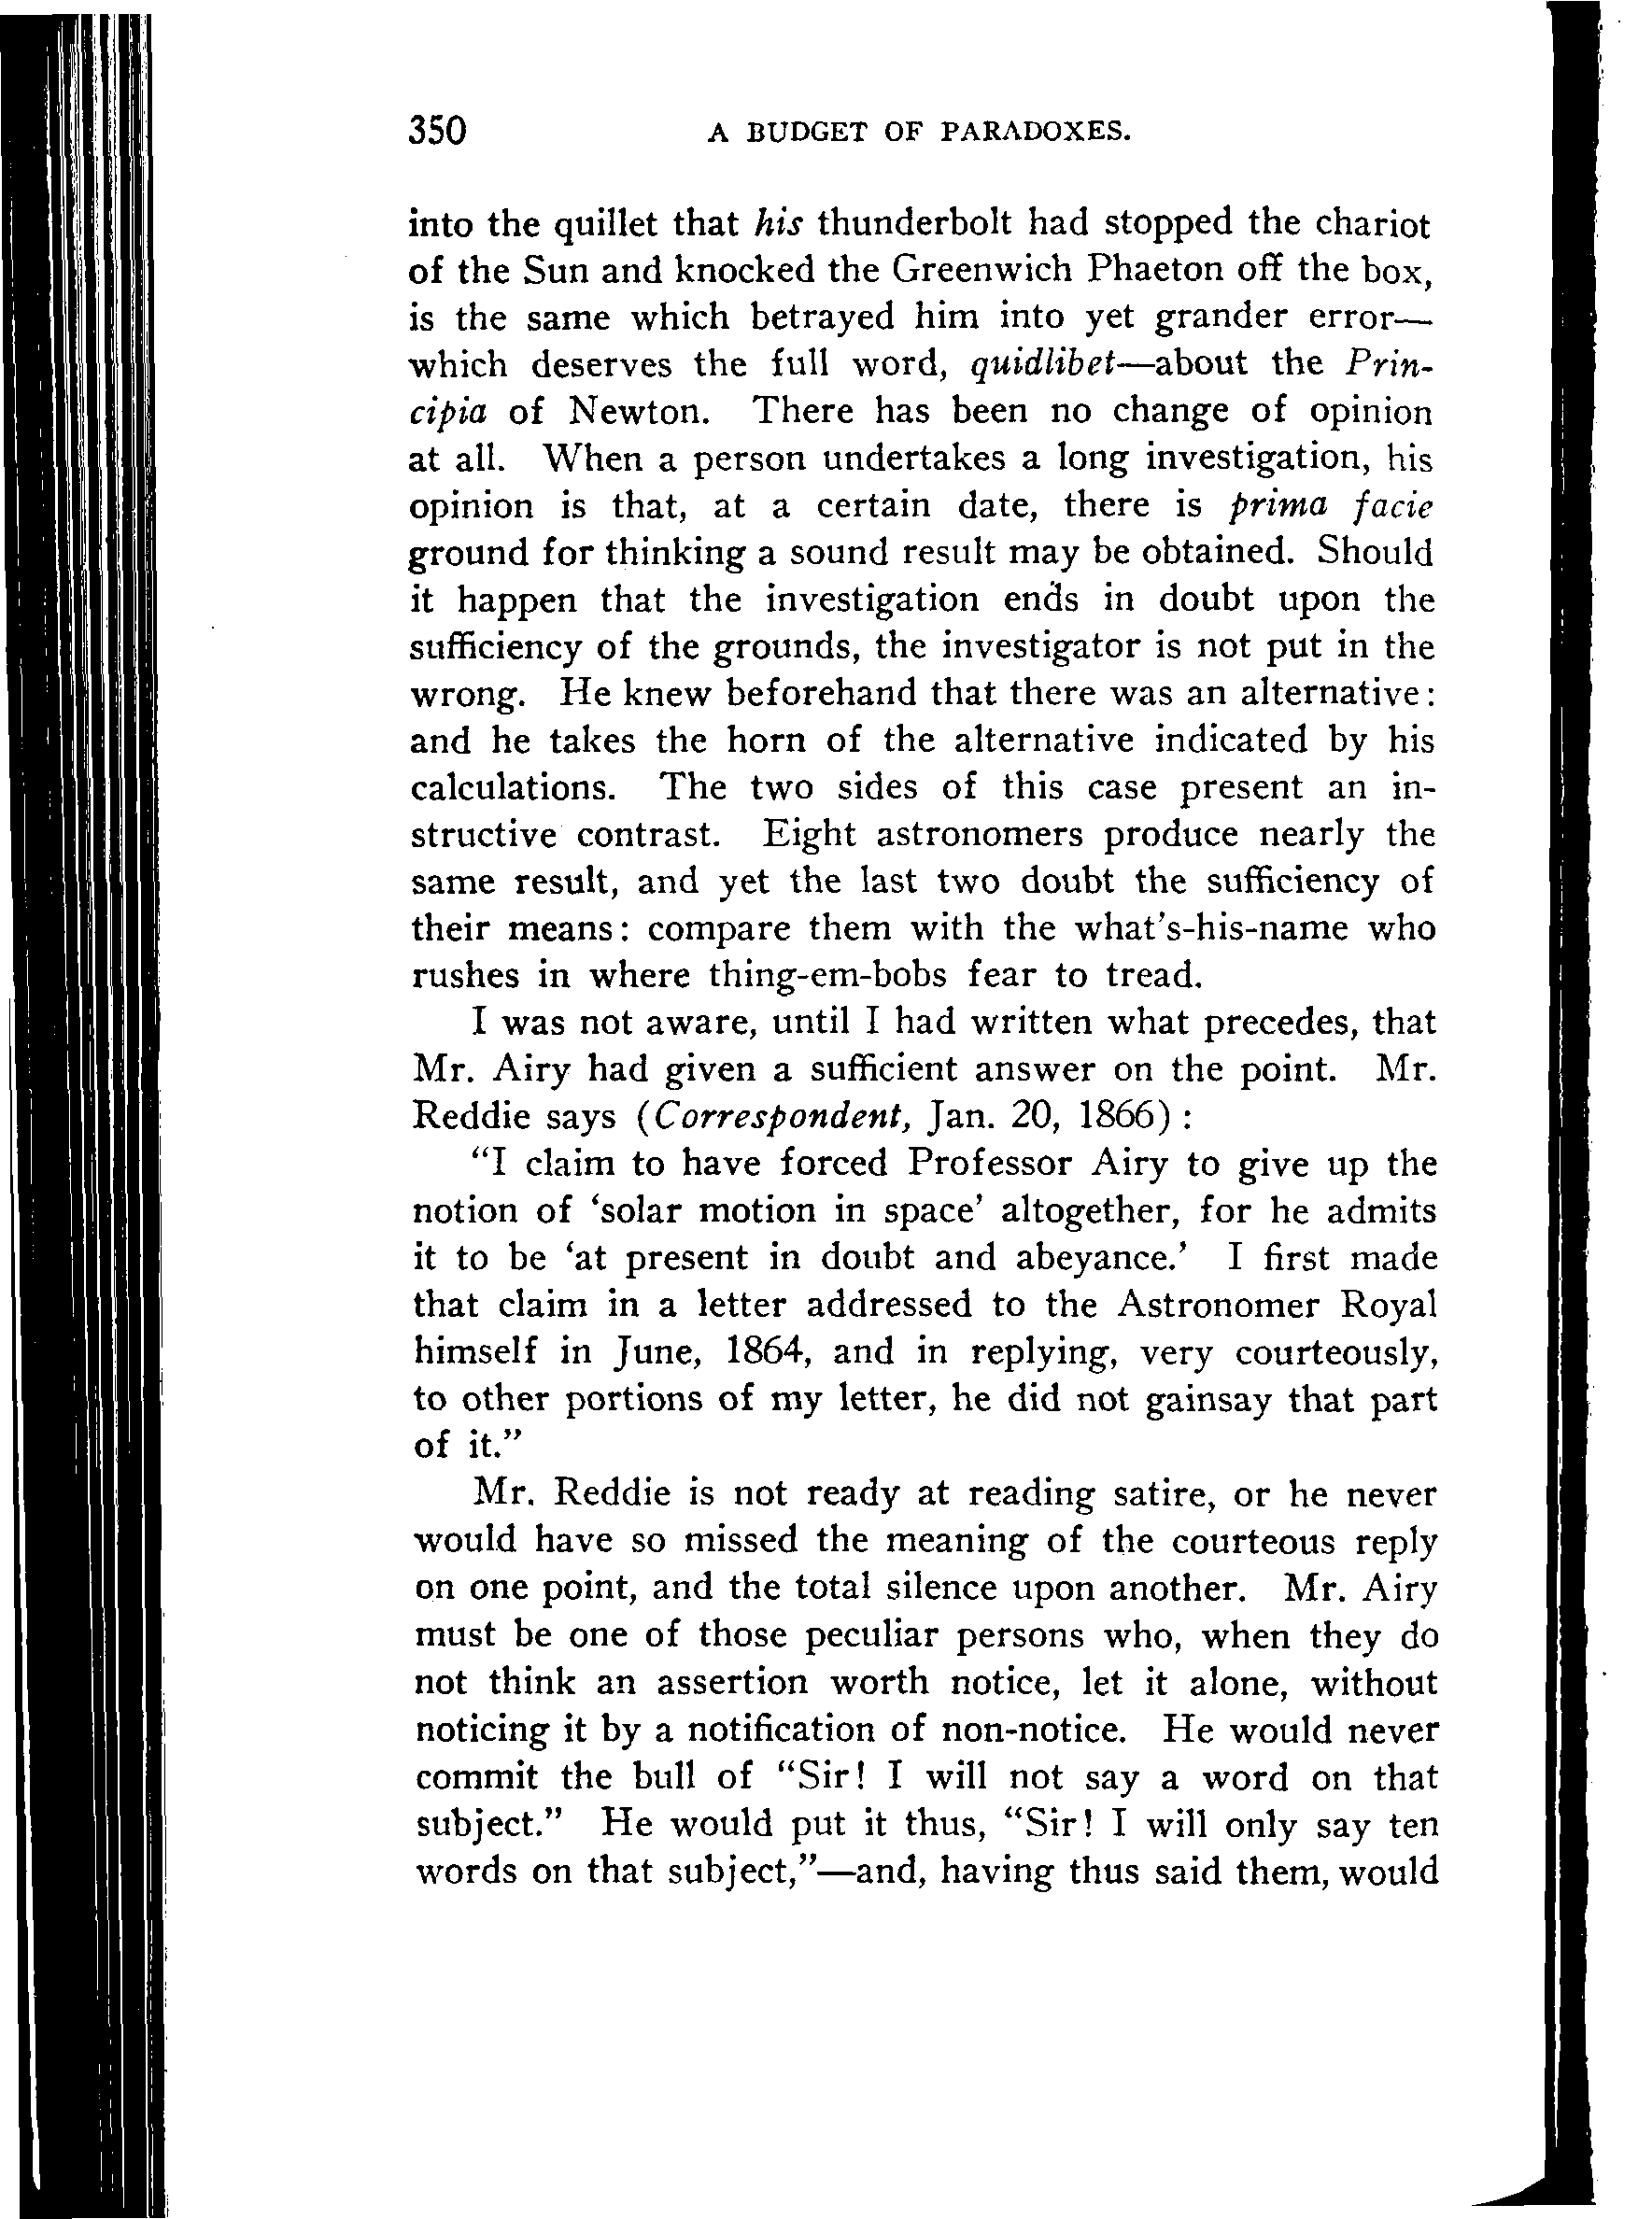 350 A BUDGET OF PARADOXES.
into the quillet that his thunderbolt had stopped the chariot
of the Sun and knocked the Greenwich Phaeton off the box,
is the same which betrayed him into yet grander error—
which deserves the full word, quidlibet—about the Prin-
cipia of Newton. There has been no change of opinion
at all. When a person undertakes a long investigation, his
opinion is that, at a certain date, there is prima facie
ground for thinking a sound result may be obtained. Should
it happen that the investigation ends in doubt upon the
sufficiency of the grounds, the investigator is not put in the
wrong. He knew beforehand that there was an alternative:
and he takes the horn of the alternative indicated by his
calculations. The two sides of this case present an in-
structive contrast. Eight astronomers produce nearly the
same result, and yet the last two doubt the sufficiency of
their means: compare them with the what's-his-name who
rushes in where thing-em-bobs fear to tread.
I was not aware, until I had written what precedes, that
Mr. Airy had given a sufficient answer on the point. Mr.
Reddie says (Correspondent, Jan. 20, 1866) :
"I claim to have forced Professor Airy to give up the
notion of 'solar motion in space' altogether, for he admits
it to be 'at present in doubt and abeyance.' I first made
that claim in a letter addressed to the Astronomer Royal
himself in June, 1864, and in replying, very courteously,
to other portions of my letter, he did not gainsay that part
of it."
Mr. Reddie is not ready at reading satire, or he never
would have so missed the meaning of the courteous reply
on one point, and the total silence upon another. Mr. Airy
must be one of those peculiar persons who, when they do
not think an assertion worth notice, let it alone, without
noticing it by a notification of non-notice. He would never
commit the bull of "Sir! I will not say a word on that
subject." He would put it thus, "Sir! I will only say ten
words on that subject,"—and, having thus said them, would